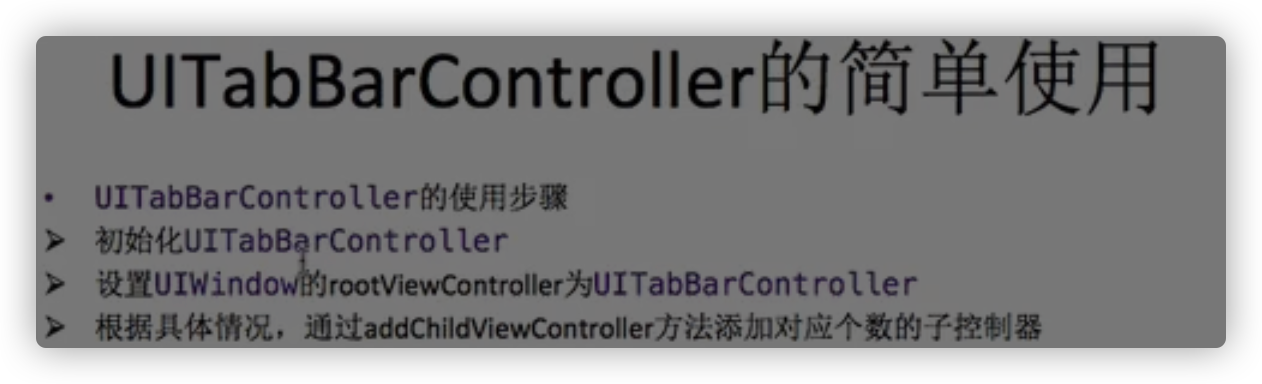 UITabBarController的简单使用
• UITabBarController的使用步骤
➢ 初始化UITabBarController
➢ 设置UIWindow的rootViewController为UITabBarController
➢ 根据具体情况，通过addChildViewController方法添加对应个数的子控制器